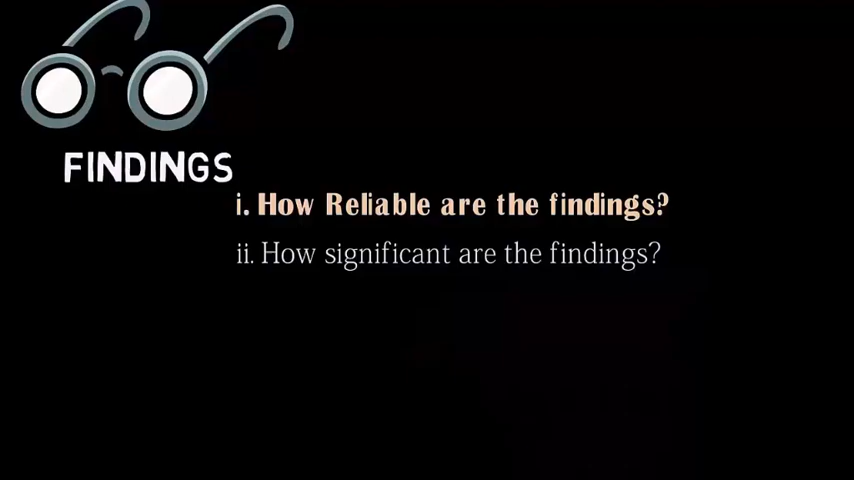 FINDINGS
i. How Reliable are the findings?
ii. How significant are the findings?